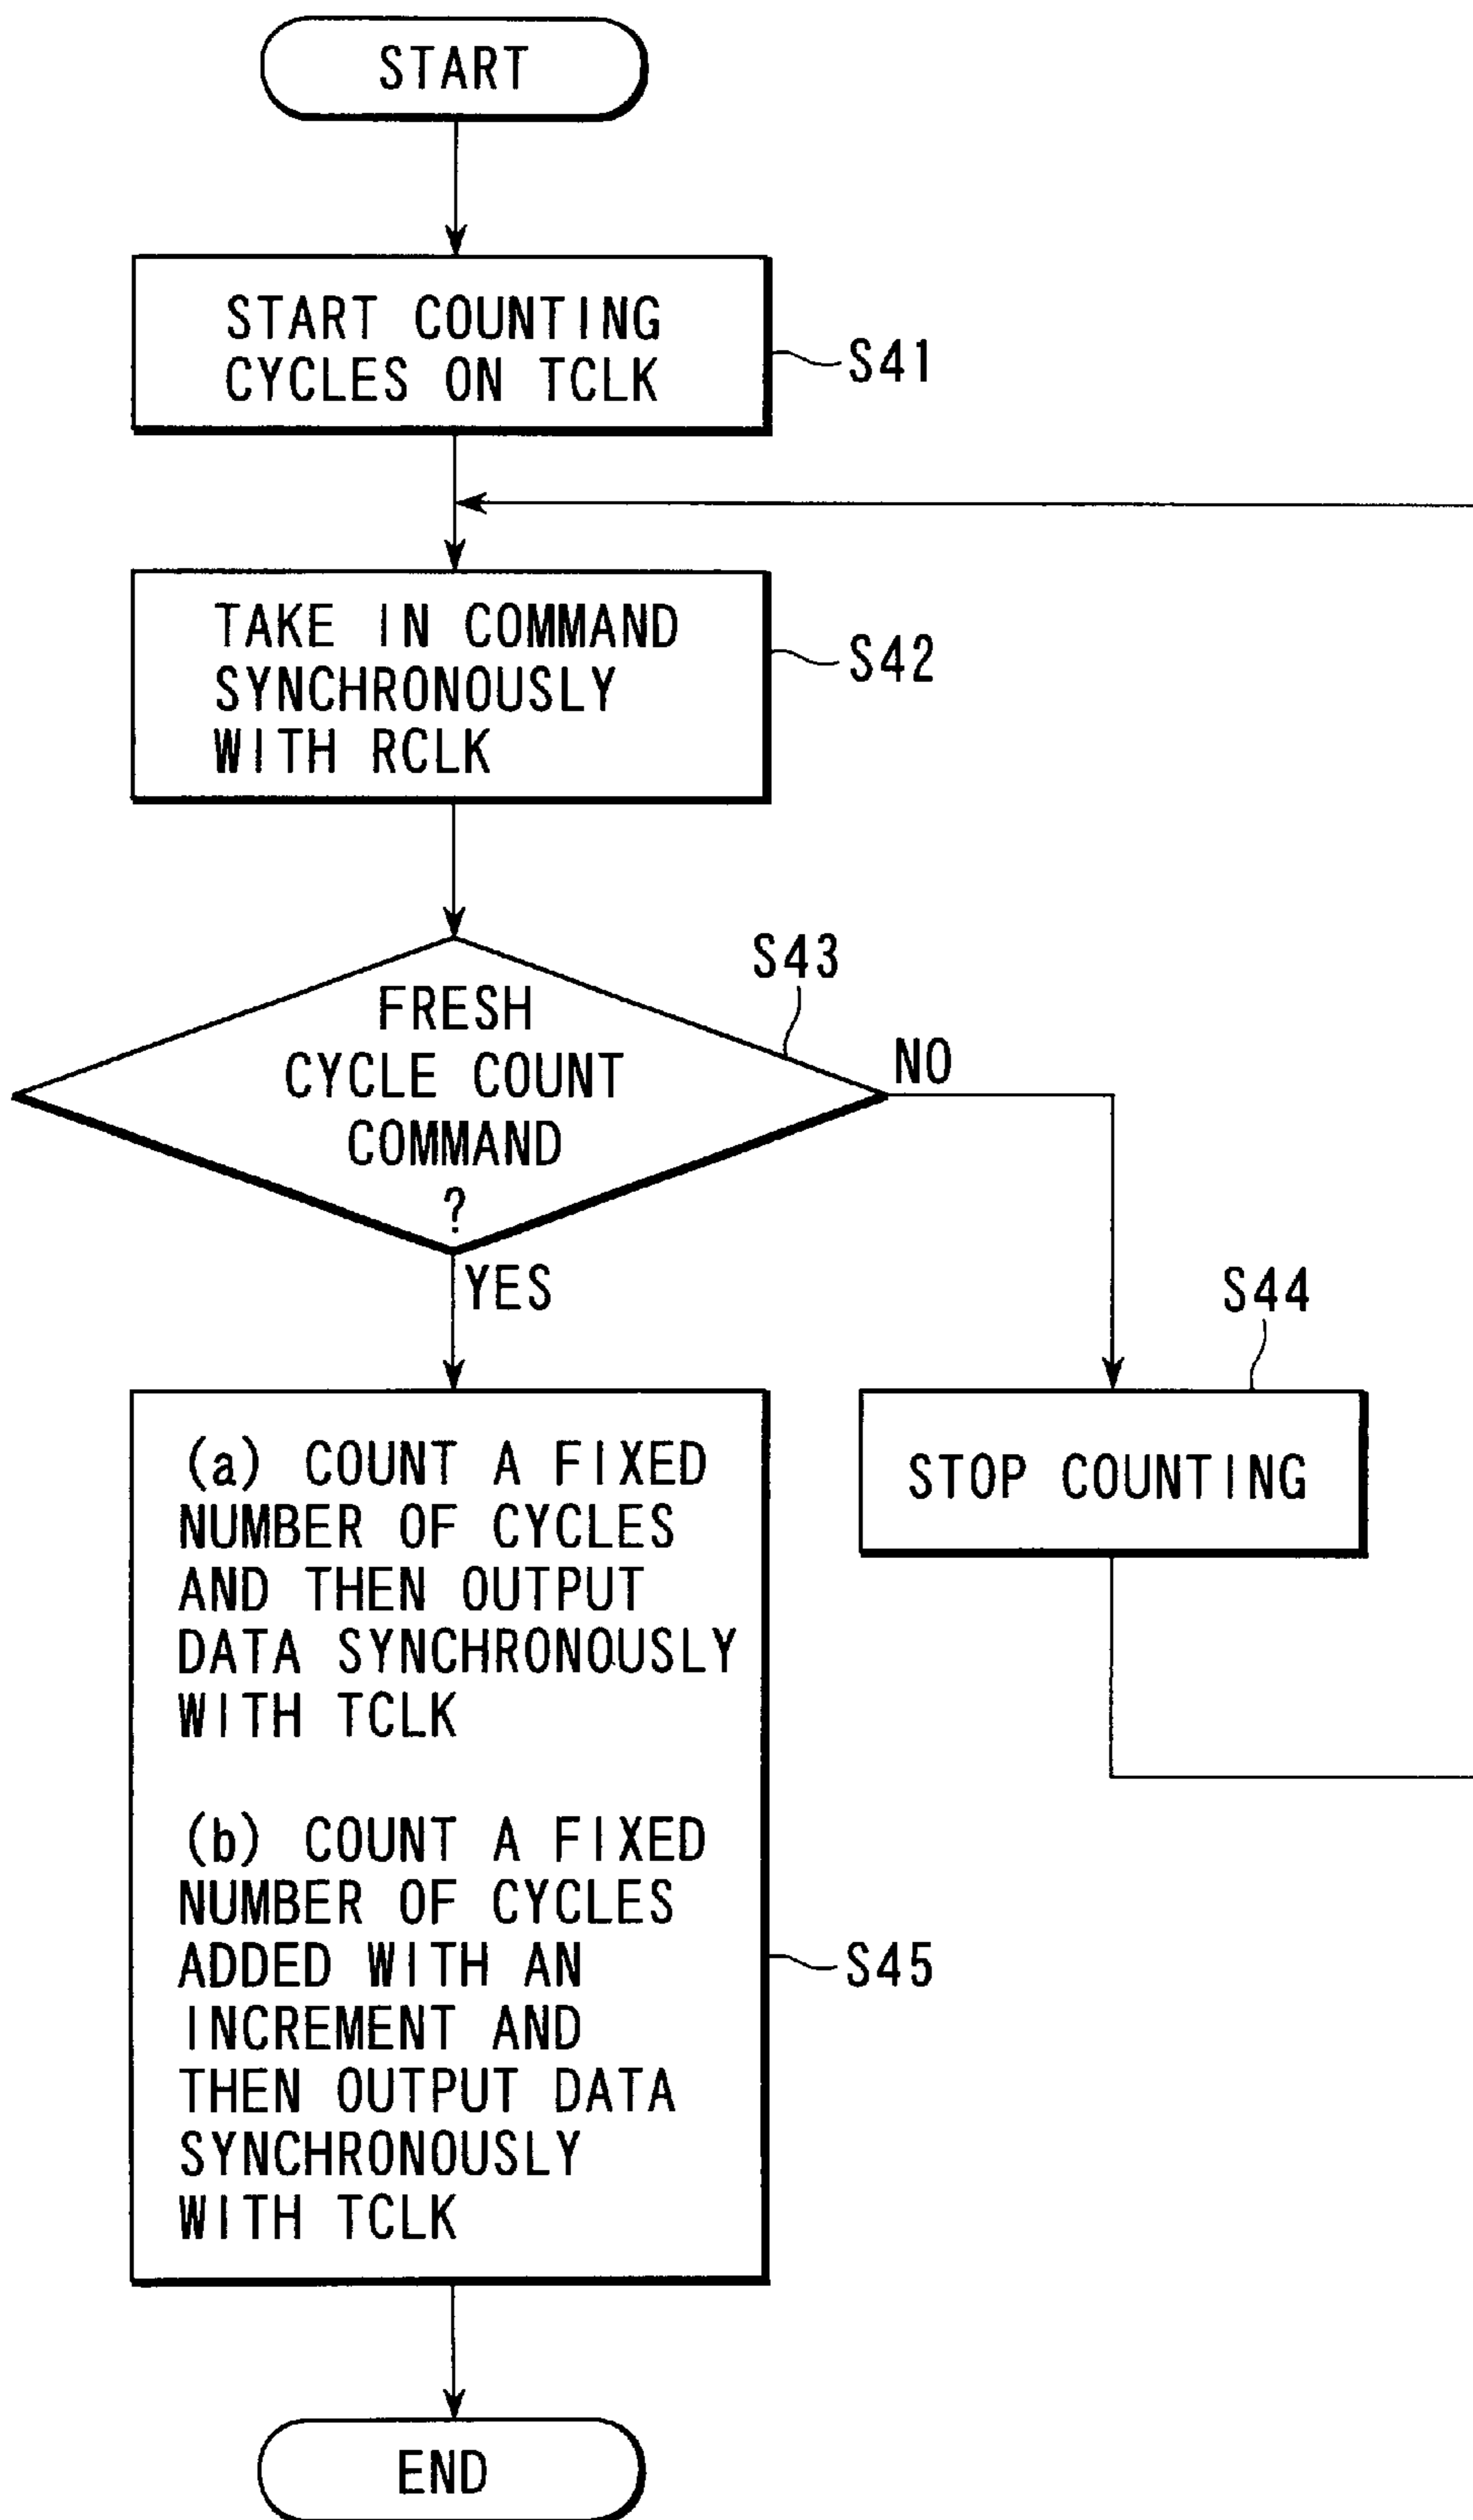 START
START COUNTING
CYCLES ON TCLK
S41
TAKE IN COMMAND
SYNCHRONOUSLY
WITH RCLK
S42
S43
FRESH
CYCLE COUNT
COMMAND
?
NO
YES
S44
STOP COUNTING
(a) COUNT A FIXED
NUMBER OF CYCLES
AND THEN OUTPUT
DATA SYNCHRONOUSLY
WITH TCLK
(b) COUNT A FIXED
NUMBER OF CYCLES
ADDED WITH AN
INCREMENT AND
THEN OUTPUT DATA
SYNCHRONOUSLY
WITH TCLK
S45
END